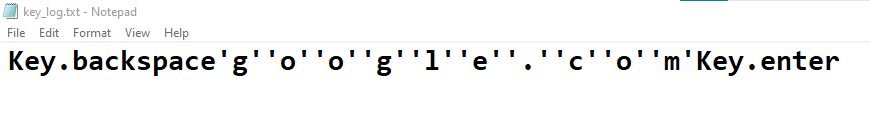 key_log.txt - Notepad
File Edit Format View Help
Key.backspace'g''o''o''g''l''e''.''c''o''m'Key.enter